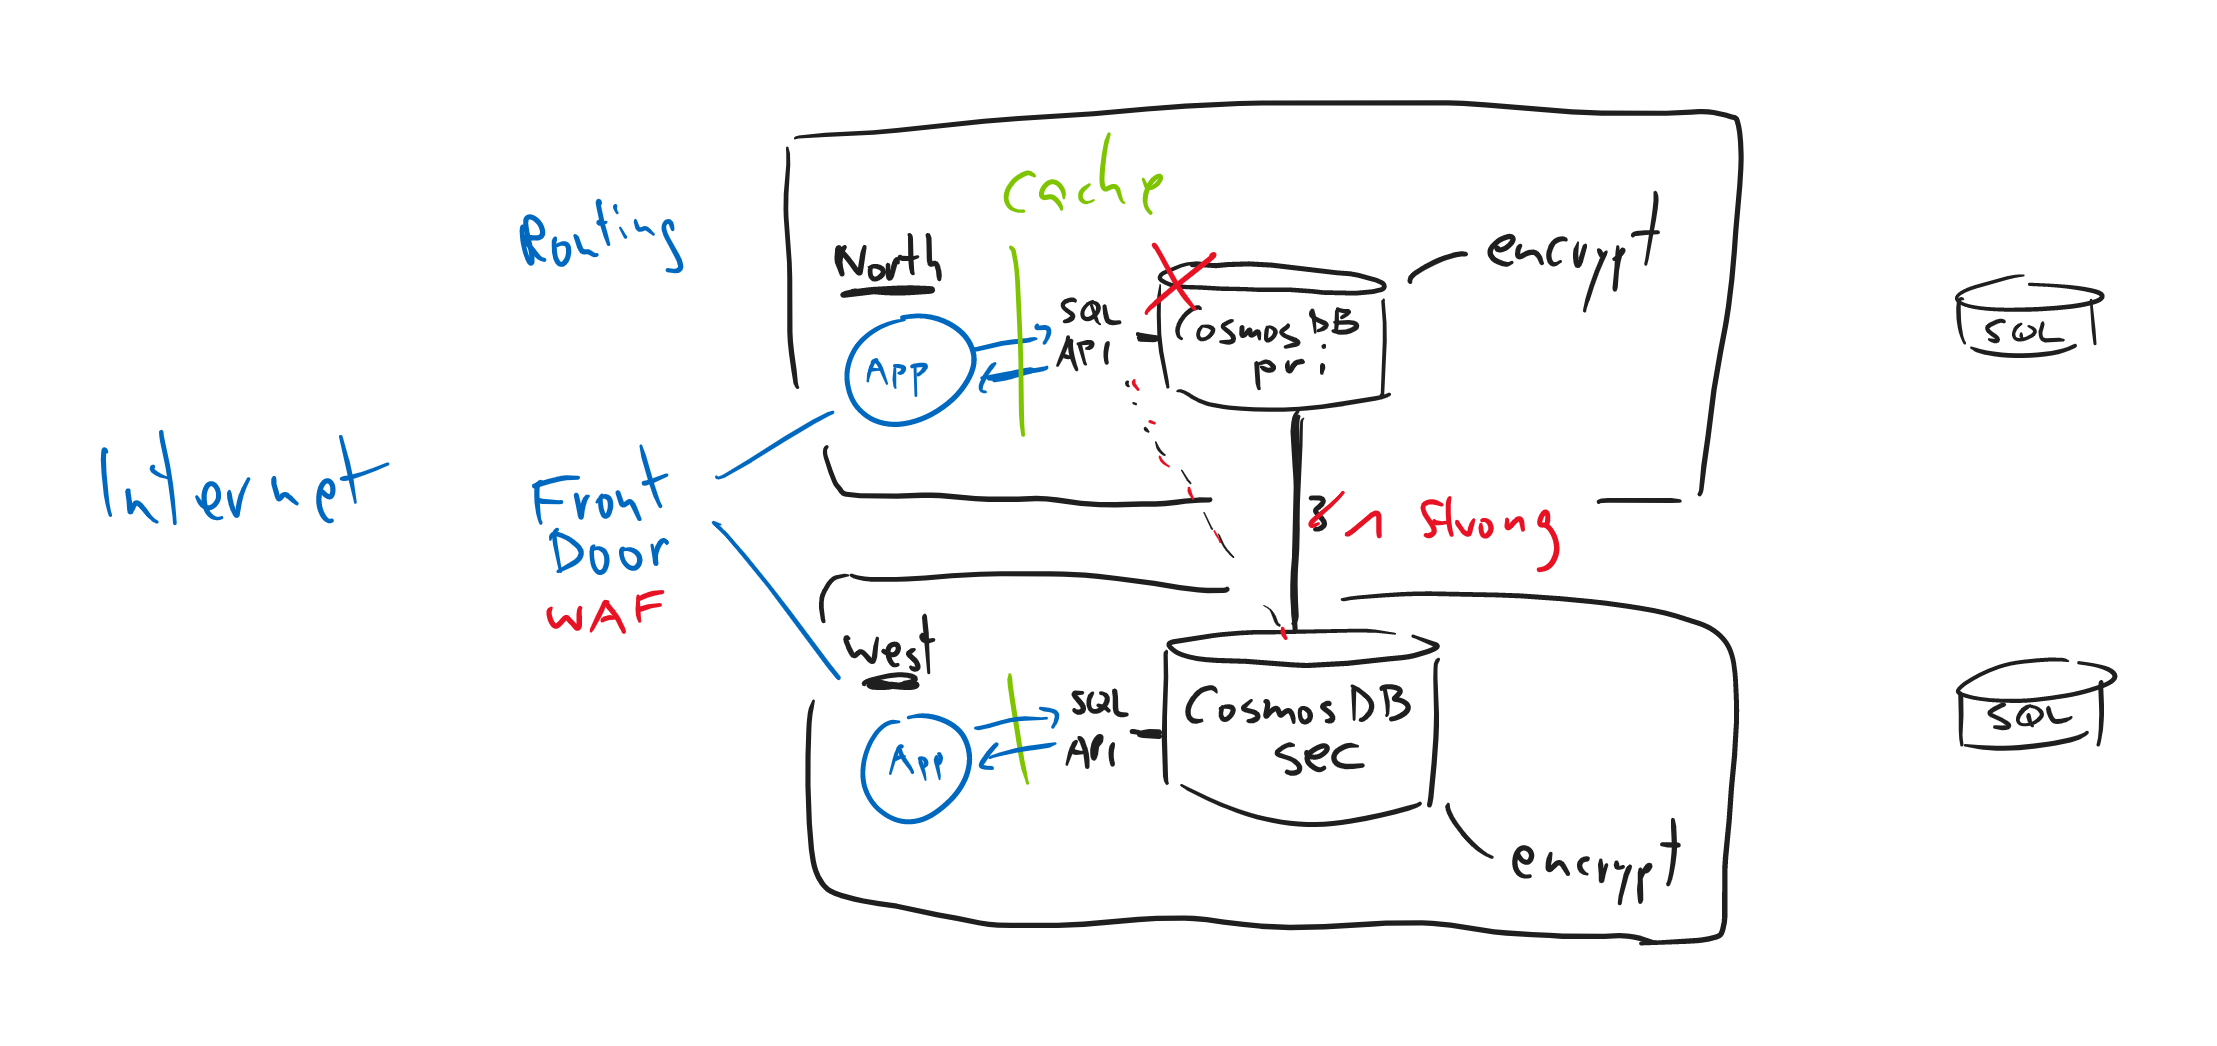 Cache
Routing
North
encrypt
SQL
API
Cosmos DB
pri
App
SQL
Internet
Front
Door
WAF
3 1 Strong
West
SQL
API
Cosmos DB
sec
App
SQL
encrypt